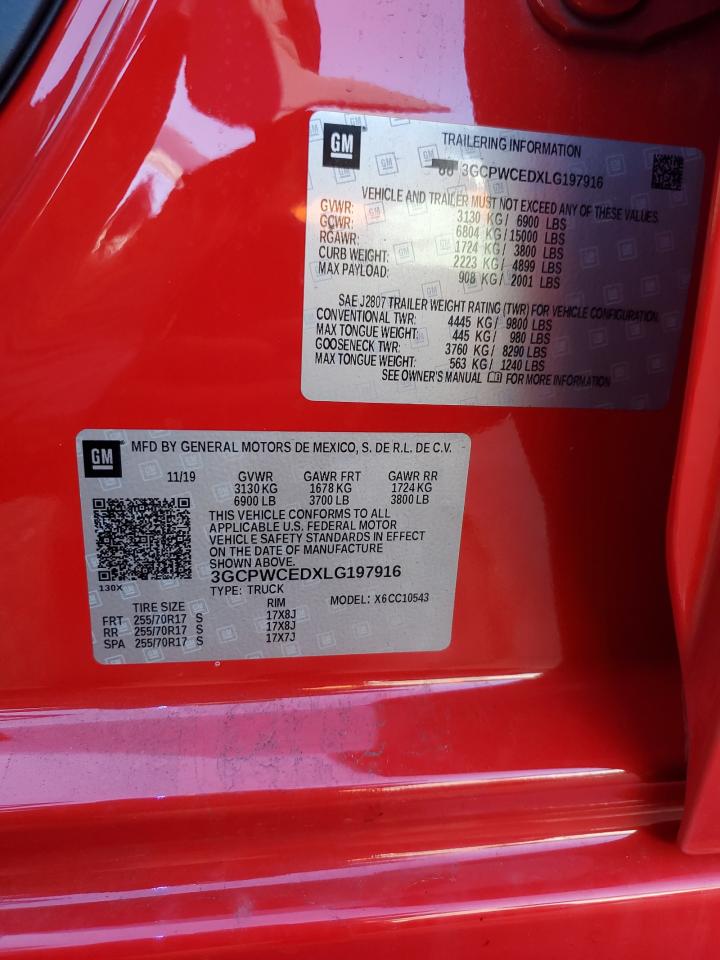 GM
TRAILERING INFORMATION
3GCPWCEDXLG197916
VEHICLE AND TRAILER MUST NOT EXCEED ANY OF THESE VALUES
GVWR: 3130 KG/ 6900 LBS
GCWR: 6804 KG/15000 LBS
RGAWR: 1724 KG/ 3800 LBS
CURB WEIGHT: 2223 KG/ 4899 LBS
MAX PAYLOAD: 908 KG/ 2001 LBS
SAE J2807 TRAILER WEIGHT RATING (TWR) FOR VEHICLE CONFIGURATION
CONVENTIONAL TWR: 4445 KG/ 9800 LBS
MAX TONGUE WEIGHT: 445 KG/ 980 LBS
GOOSENECK TWR: 3760 KG/ 8290 LBS
MAX TONGUE WEIGHT: 563 KG/ 1240 LBS
SEE OWNER'S MANUAL FOR MORE INFORMATION
GM MFD BY GENERAL MOTORS DE MEXICO, S. DE R.L. DE C.V.
11/19 GVWR GAWR FRT GAWR RR
3130 KG 1678 KG 1724 KG
6900 LB 3700 LB 3800 LB
THIS VEHICLE CONFORMS TO ALL
APPLICABLE U.S. FEDERAL MOTOR
VEHICLE SAFETY STANDARDS IN EFFECT
ON THE DATE OF MANUFACTURE
SHOWN ABOVE.
3GCPWCEDXLG197916
130X TYPE: TRUCK MODEL: X6CC10543
TIRE SIZE RIM
FRT 255/70R17 S 17X8J
RR 255/70R17 S 17X8J
SPA 255/70R17 S 17X7J